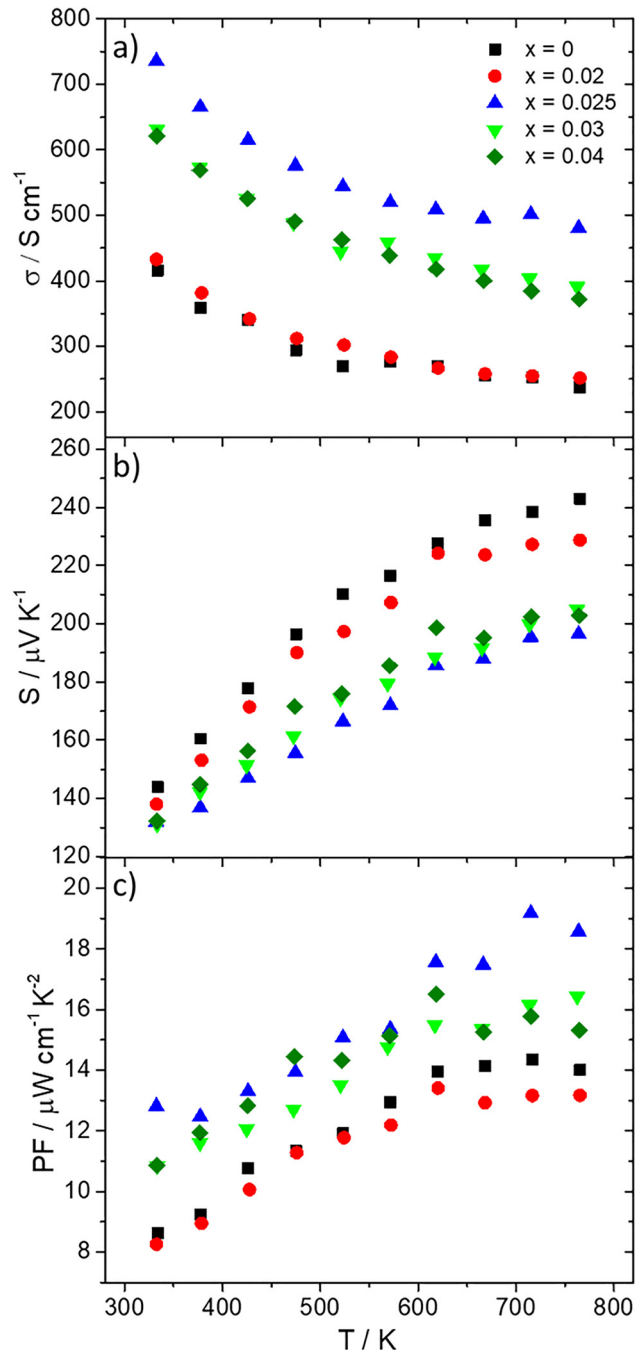 a)
x = 0
x = 0.02
x = 0.025
x = 0.03
x = 0.04
800
700
600
500
400
300
200
σ / S cm⁻¹
b)
260
240
220
200
180
160
140
120
S / μV K⁻¹
c)
20
18
16
14
12
10
8
PF / μW cm⁻¹ K⁻²
300 400 500 600 700 800
T / K